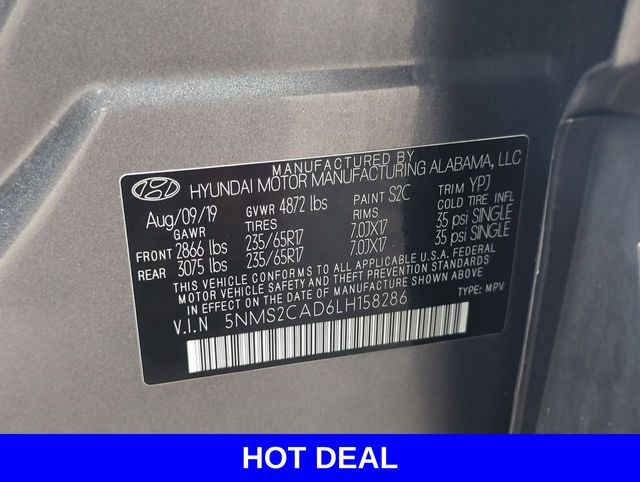 MANUFACTURED BY
HYUNDAI MOTOR MANUFACTURING ALABAMA, LLC
Aug/09/19 GVWR 4872 lbs PAINT S2C TRIM YPJ
GAWR TIRES RIMS COLD TIRE INFL
FRONT 2866 lbs 235/65R17 7.0JX17 35 psi SINGLE
REAR 3075 lbs 235/65R17 7.0JX17 35 psi SINGLE
THIS VEHICLE CONFORMS TO ALL APPLICABLE U.S.A. FEDERAL
MOTOR VEHICLE SAFETY AND BUMPER AND THEFT PREVENTION STANDARDS
IN EFFECT ON THE DATE OF MANUFACTURE SHOWN ABOVE.
V.I.N 5NMS2CAD6LH158286 TYPE: MPV
HOT DEAL